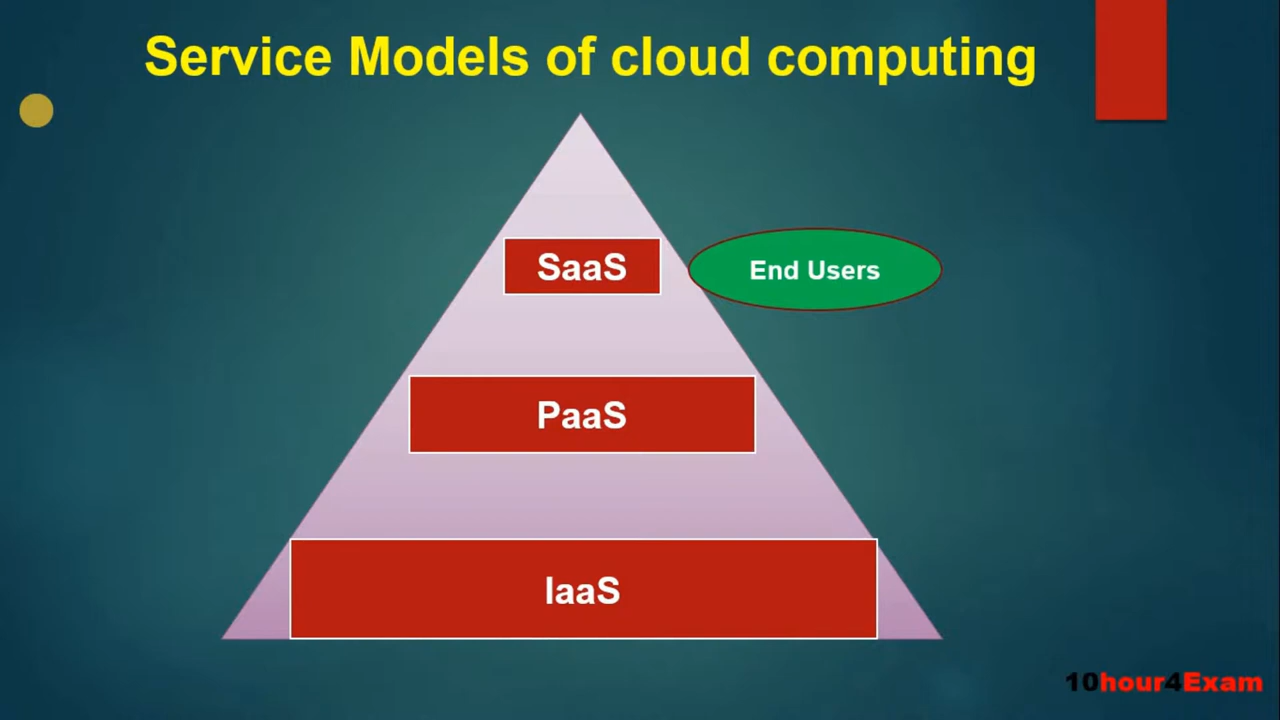 Service Models of cloud computing
SaaS
End Users
PaaS
IaaS
10hour4Exam